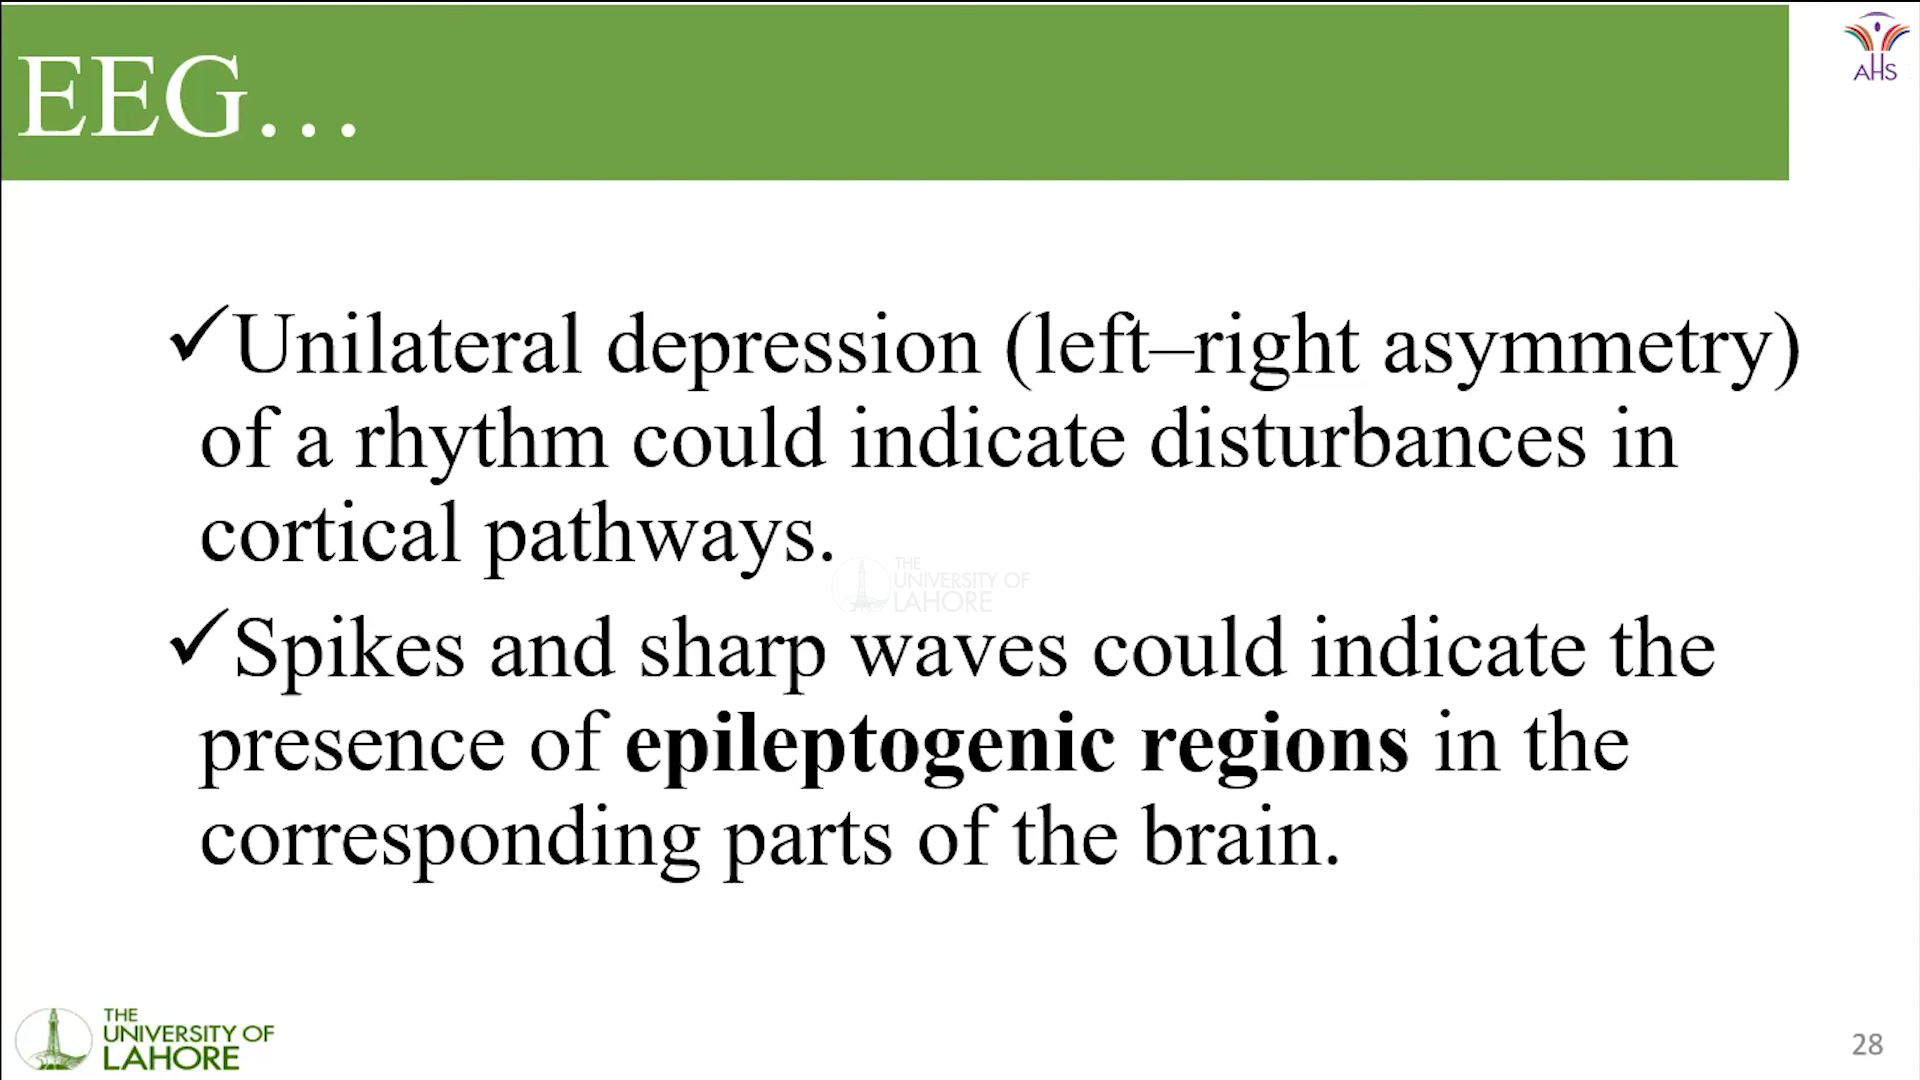 EEG…
AHS
✓Unilateral depression (left–right asymmetry)
of a rhythm could indicate disturbances in
cortical pathways.
THE
UNIVERSITY OF
LAHORE
✓Spikes and sharp waves could indicate the
presence of epileptogenic regions in the
corresponding parts of the brain.
THE
UNIVERSITY OF
LAHORE
28